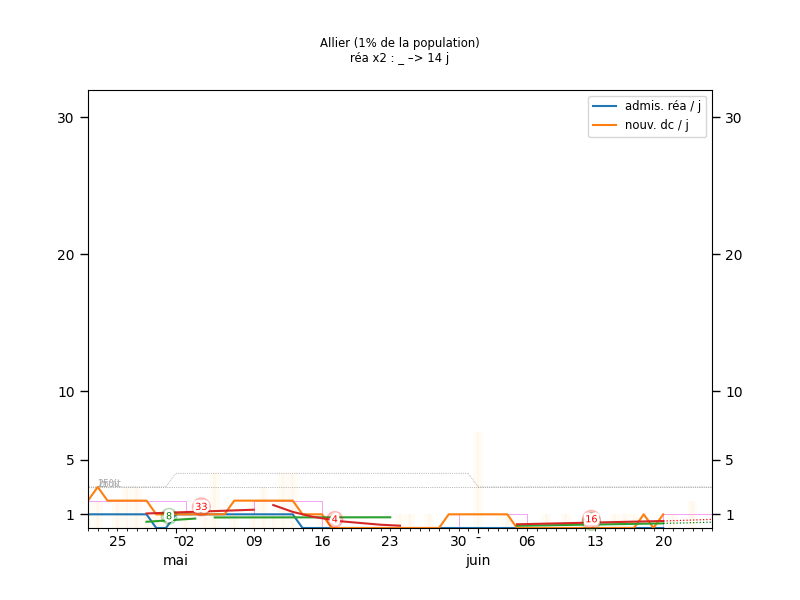 Allier (1% de la population)
réa x2 : _ –> 14 j
admis. réa / j
nouv. dc / j
30 30
20 20
10 10
5 5
1 1
33
8
4
16
25 - 02 09 16 23 30 - 06 13 20
mai juin